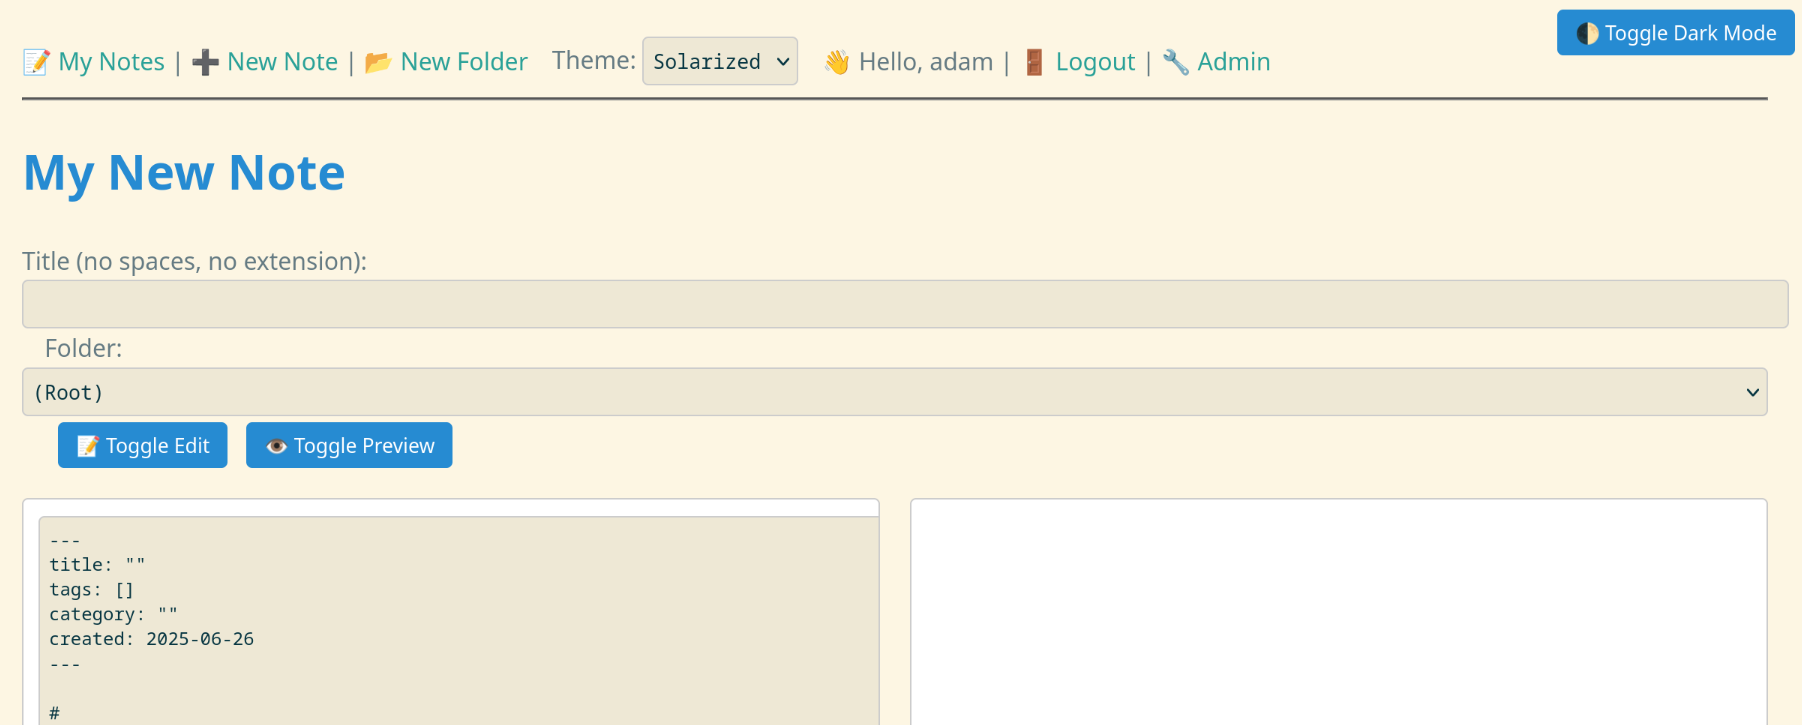 🌓 Toggle Dark Mode
📝 My Notes | ➕ New Note | 📂 New Folder Theme: Solarized 👋 Hello, adam | 🚪 Logout | 🔧 Admin
My New Note
Title (no spaces, no extension):
Folder:
(Root)
📝 Toggle Edit 👁️ Toggle Preview
---
title: ""
tags: []
category: ""
created: 2025-06-26
---
#